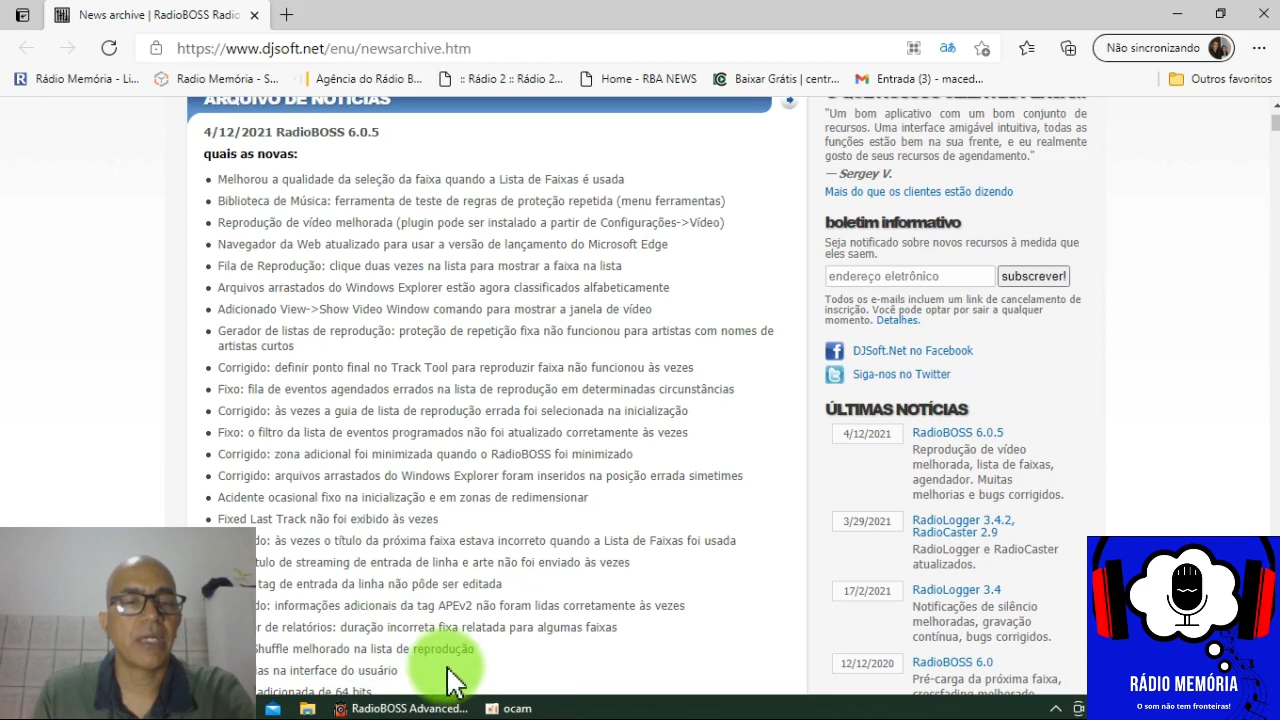 News archive | RadioBOSS Radio
https://www.djsoft.net/enu/newsarchive.htm
Não sincronizando
Rádio Memória - Li...
Radio Memória - S...
Agência do Rádio B...
:: Rádio 2 :: Rádio 2...
Home - RBA NEWS
Baixar Grátis | centr...
Entrada (3) - maced...
Outros favoritos
ARQUIVO DE NOTÍCIAS
4/12/2021 RadioBOSS 6.0.5
quais as novas:
Melhorou a qualidade da seleção da faixa quando a Lista de Faixas é usada
Biblioteca de Música: ferramenta de teste de regras de proteção repetida (menu ferramentas)
Reprodução de vídeo melhorada (plugin pode ser instalado a partir de Configurações->Vídeo)
Navegador da Web atualizado para usar a versão de lançamento do Microsoft Edge
Fila de Reprodução: clique duas vezes na lista para mostrar a faixa na lista
Arquivos arrastados do Windows Explorer estão agora classificados alfabeticamente
Adicionado View->Show Video Window comando para mostrar a janela de vídeo
Gerador de listas de reprodução: proteção de repetição fixa não funcionou para artistas com nomes de
artistas curtos
Corrigido: definir ponto final no Track Tool para reproduzir faixa não funcionou às vezes
Fixo: fila de eventos agendados errados na lista de reprodução em determinadas circunstâncias
Corrigido: às vezes a guia de lista de reprodução errada foi selecionada na inicialização
Fixo: o filtro da lista de eventos programados não foi atualizado corretamente às vezes
Corrigido: zona adicional foi minimizada quando o RadioBOSS foi minimizado
Corrigido: arquivos arrastados do Windows Explorer foram inseridos na posição errada simetimes
Acidente ocasional fixo na inicialização e em zonas de redimensionar
Fixed Last Track não foi exibido às vezes
do: às vezes o título da próxima faixa estava incorreto quando a Lista de Faixas foi usada
tulo de streaming de entrada de linha e arte não foi enviado às vezes
tag de entrada da linha não pôde ser editada
do: informações adicionais da tag APEv2 não foram lidas corretamente às vezes
r de relatórios: duração incorreta fixa relatada para algumas faixas
huffle melhorado na lista de reprodução
as na interface do usuário
adicionada de 64 bits
"Um bom aplicativo com um bom conjunto de
recursos. Uma interface amigável intuitiva, todas as
funções estão bem na sua frente, e eu realmente
gosto de seus recursos de agendamento."
— Sergey V.
Mais do que os clientes estão dizendo
boletim informativo
Seja notificado sobre novos recursos à medida que
eles saem.
endereço eletrônico
subscrever!
Todos os e-mails incluem um link de cancelamento de
inscrição. Você pode optar por sair a qualquer
momento. Detalhes.
DJSoft.Net no Facebook
Siga-nos no Twitter
ÚLTIMAS NOTÍCIAS
4/12/2021
RadioBOSS 6.0.5
Reprodução de vídeo
melhorada, lista de faixas,
agendador. Muitas
melhorias e bugs corrigidos.
3/29/2021
RadioLogger 3.4.2,
RadioCaster 2.9
RadioLogger e RadioCaster
atualizados.
17/2/2021
RadioLogger 3.4
Notificações de silêncio
melhoradas, gravação
contínua, bugs corrigidos.
12/12/2020
RadioBOSS 6.0
Pré-carga da próxima faixa,
crossfading melhorado
RadioBOSS Advanced...
ocam
RÁDIO MEMÓRIA
O som não tem fronteiras!